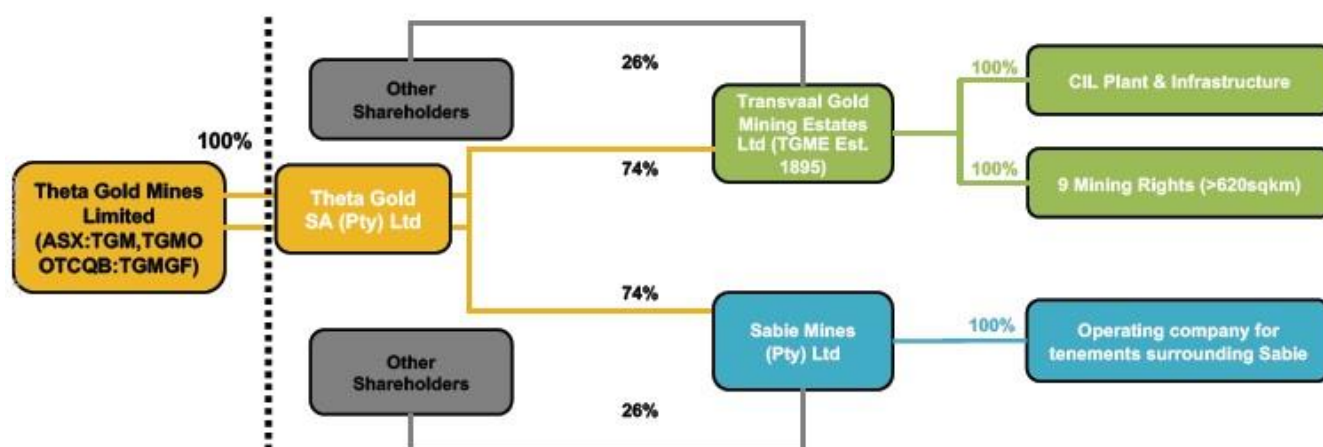 Other
Shareholders
26%
Transvaal Gold
Mining Estates
Ltd (TGME Est.
1895)
100%
CIL Plant & Infrastructure
100%
9 Mining Rights (>620sqkm)
100%
Theta Gold Mines
Limited
(ASX:TGM,TGMO
OTCQB:TGMGF)
Theta Gold
SA (Pty) Ltd
74%
74%
Sabie Mines
(Pty) Ltd
100%
Operating company for
tenements surrounding Sabie
Other
Shareholders
26%